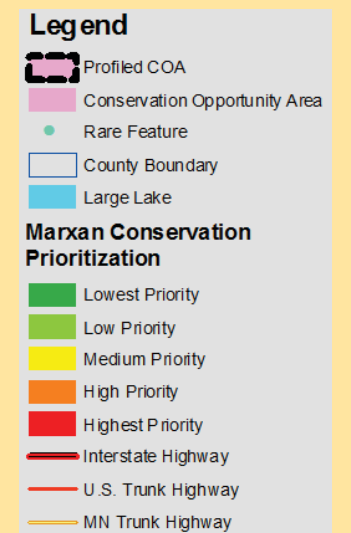 Legend
Profiled COA
Conservation Opportunity Area
Rare Feature
County Boundary
Large Lake
Marxan Conservation
Prioritization
Lowest Priority
Low Priority
Medium Priority
High Priority
Highest Priority
Interstate Highway
U.S. Trunk Highway
MN Trunk Highway